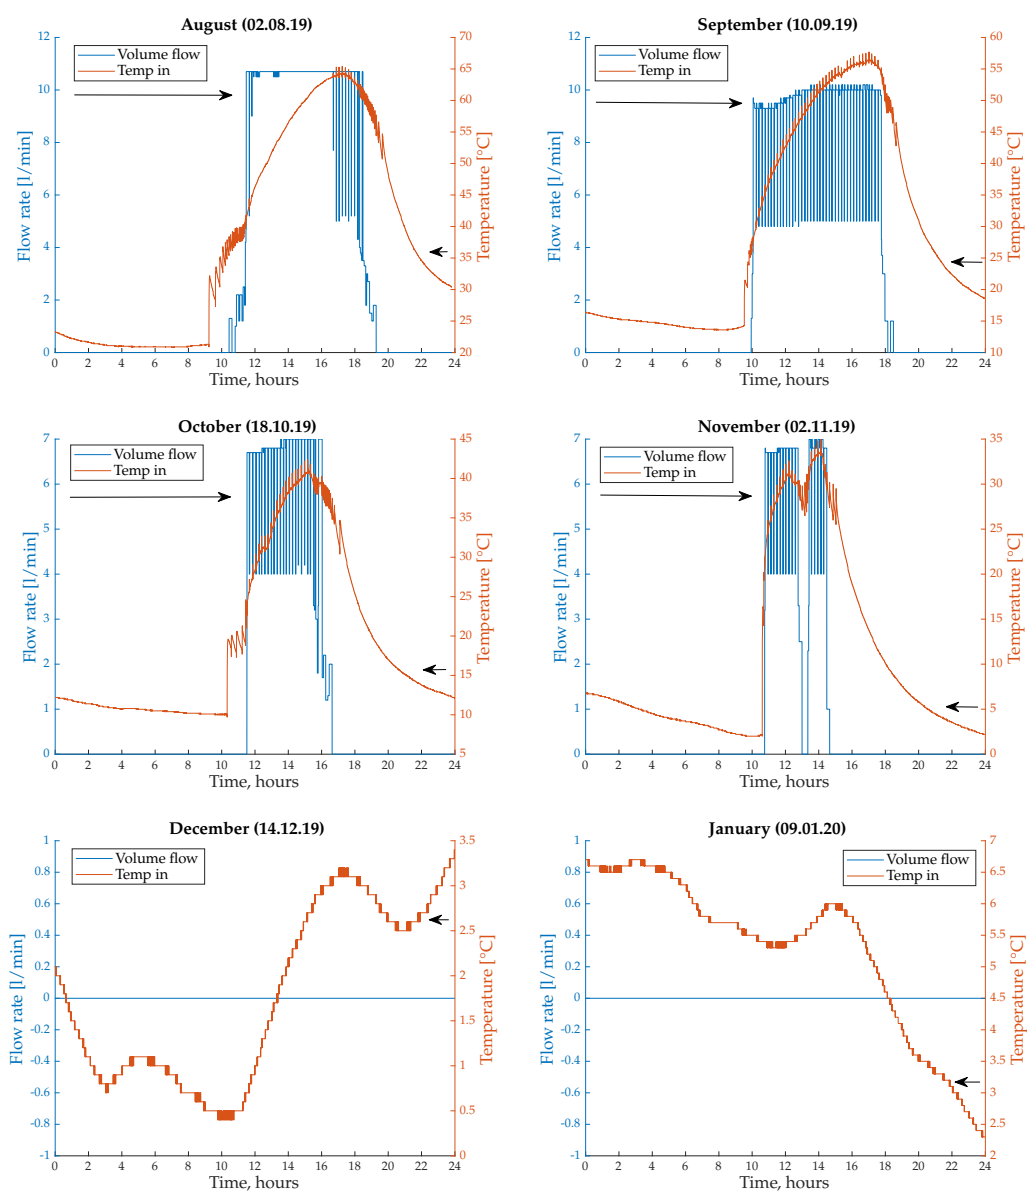 August (02.08.19)
Volume flow
Temp in
Flow rate [l/min]
Temperature [°C]
Time, hours
0 2 4 6 8 10 12 14 16 18 20 22 24
0 2 4 6 8 10 12
20 25 30 35 40 45 50 55 60 65 70
September (10.09.19)
Volume flow
Temp in
Flow rate [l/min]
Temperature [°C]
Time, hours
0 2 4 6 8 10 12 14 16 18 20 22 24
0 2 4 6 8 10 12
10 15 20 25 30 35 40 45 50 55 60
October (18.10.19)
Volume flow
Temp in
Flow rate [l/min]
Temperature [°C]
Time, hours
0 2 4 6 8 10 12 14 16 18 20 22 24
0 1 2 3 4 5 6 7
5 10 15 20 25 30 35 40 45
November (02.11.19)
Volume flow
Temp in
Flow rate [l/min]
Temperature [°C]
Time, hours
0 2 4 6 8 10 12 14 16 18 20 22 24
0 1 2 3 4 5 6 7
0 5 10 15 20 25 30 35
December (14.12.19)
Volume flow
Temp in
Flow rate [l/min]
Temperature [°C]
Time, hours
0 2 4 6 8 10 12 14 16 18 20 22 24
-1 -0.8 -0.6 -0.4 -0.2 0 0.2 0.4 0.6 0.8 1
0 0.5 1 1.5 2 2.5 3 3.5
January (09.01.20)
Volume flow
Temp in
Flow rate [l/min]
Temperature [°C]
Time, hours
0 2 4 6 8 10 12 14 16 18 20 22 24
-1 -0.8 -0.6 -0.4 -0.2 0 0.2 0.4 0.6 0.8 1
2 2.5 3 3.5 4 4.5 5 5.5 6 6.5 7